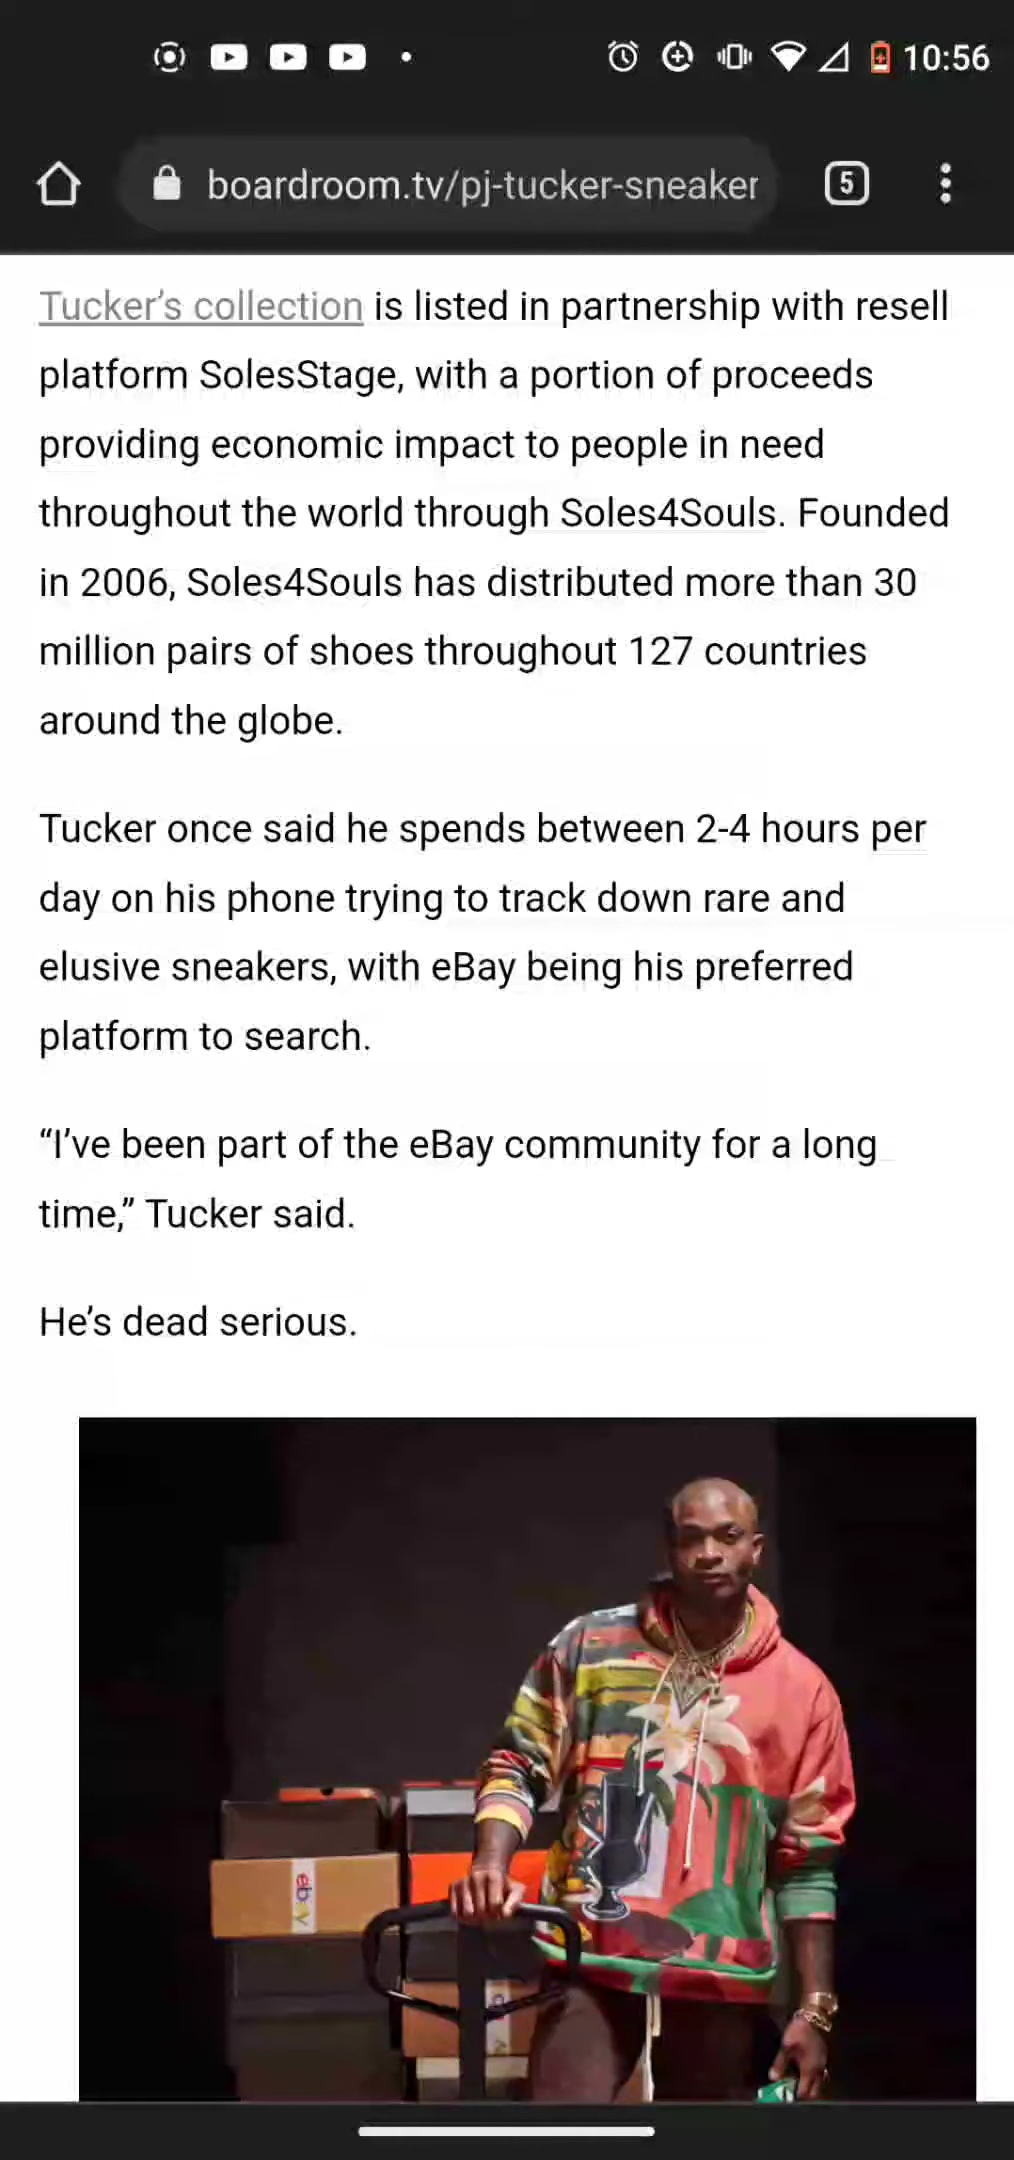 10:56
boardroom.tv/pj-tucker-sneaker
5
Tucker’s collection is listed in partnership with resell
platform SolesStage, with a portion of proceeds
providing economic impact to people in need
throughout the world through Soles4Souls. Founded
in 2006, Soles4Souls has distributed more than 30
million pairs of shoes throughout 127 countries
around the globe.
Tucker once said he spends between 2-4 hours per
day on his phone trying to track down rare and
elusive sneakers, with eBay being his preferred
platform to search.
“I’ve been part of the eBay community for a long
time,” Tucker said.
He’s dead serious.
ebay